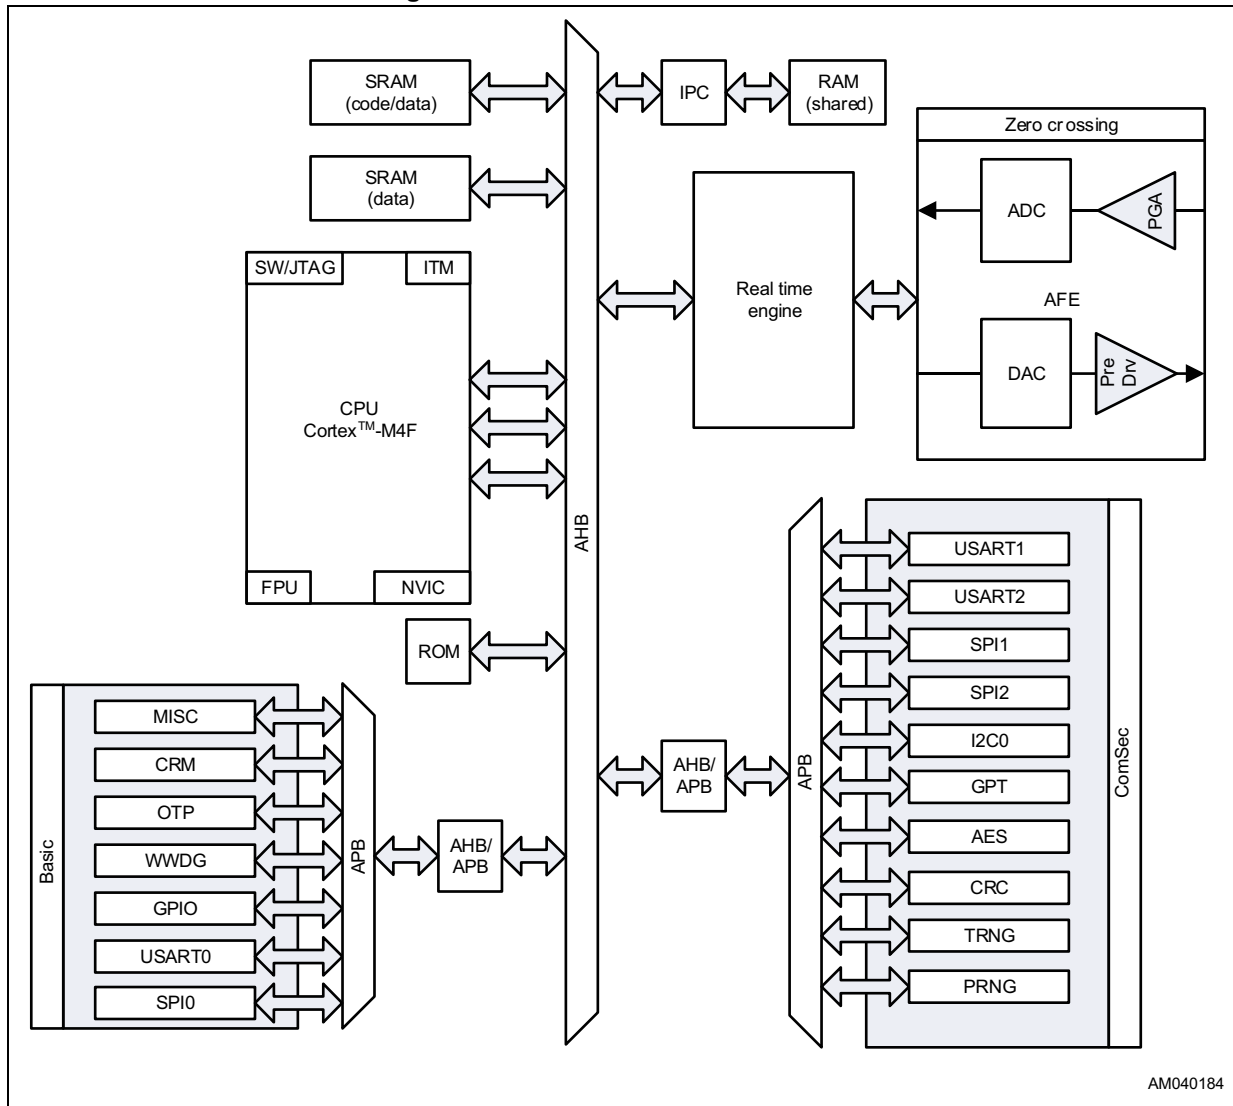 SRAM
(code/data)
IPC
RAM
(shared)
SRAM
(data)
Zero crossing
ADC
PGA
AFE
DAC
Pre
Drv
Real time
engine
SW/JTAG
ITM
CPU
Cortex™-M4F
FPU
NVIC
ROM
AHB
Basic
MISC
CRM
OTP
WWDG
GPIO
USART0
SPI0
APB
AHB/
APB
AHB/
APB
APB
USART1
USART2
SPI1
SPI2
I2C0
GPT
AES
CRC
TRNG
PRNG
ComSec
AM040184